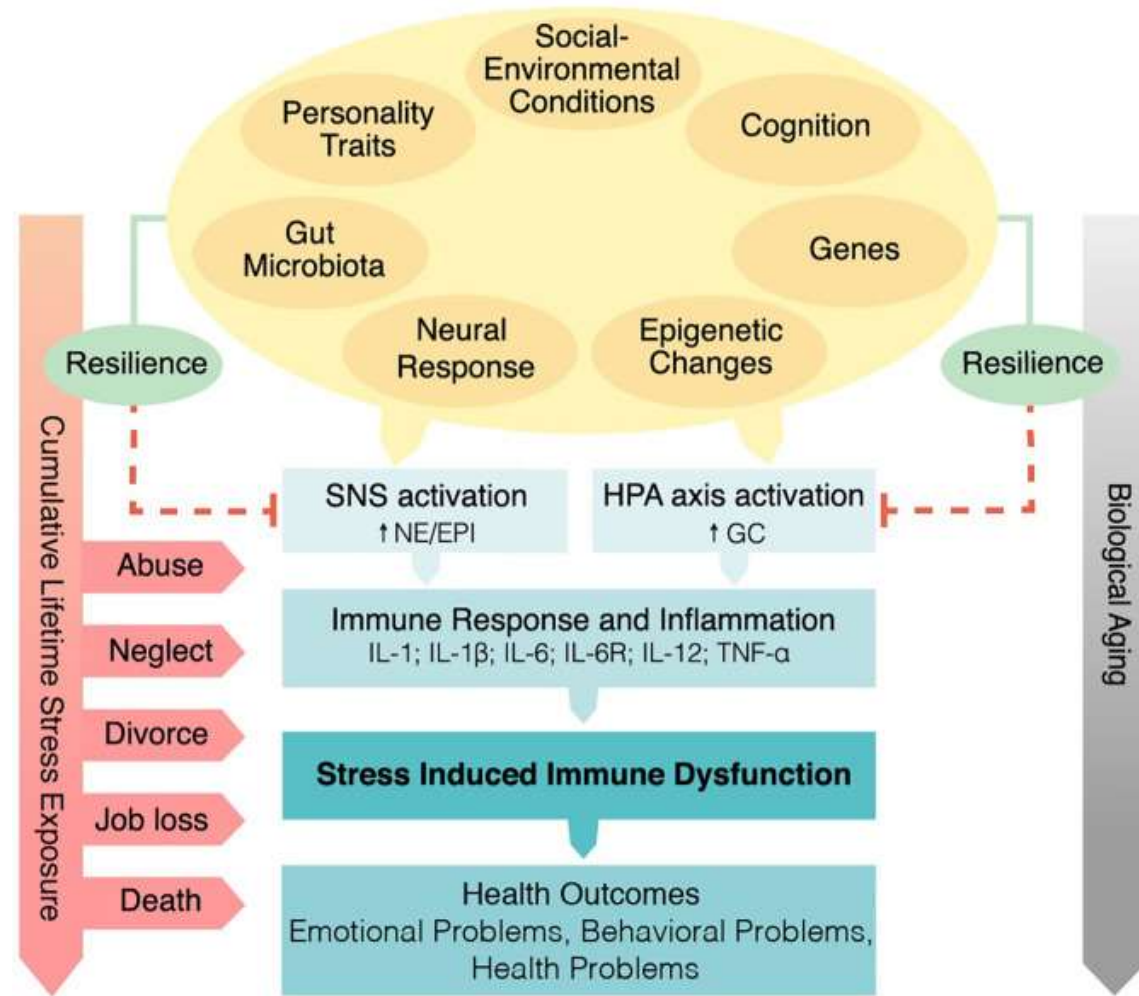 Social-
Environmental
Conditions
Personality
Traits
Cognition
Gut
Microbiota
Genes
Neural
Response
Epigenetic
Changes
Resilience
Resilience
Cumulative Lifetime Stress Exposure
Biological Aging
SNS activation
↑ NE/EPI
HPA axis activation
↑ GC
Abuse
Neglect
Divorce
Job loss
Death
Immune Response and Inflammation
IL-1; IL-1β; IL-6; IL-6R; IL-12; TNF-α
Stress Induced Immune Dysfunction
Health Outcomes
Emotional Problems, Behavioral Problems,
Health Problems